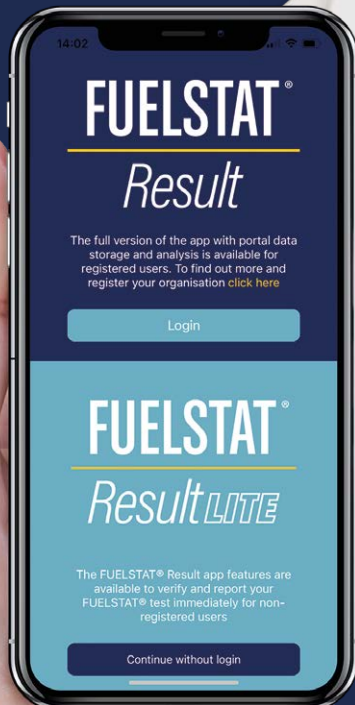 14:02
FUELSTAT®
Result
The full version of the app with portal data
storage and analysis is available for
registered users. To find out more and
register your organisation click here
Login
FUELSTAT®
Result LITE
The FUELSTAT® Result app features are
available to verify and report your
FUELSTAT® test immediately for non-
registered users
Continue without login